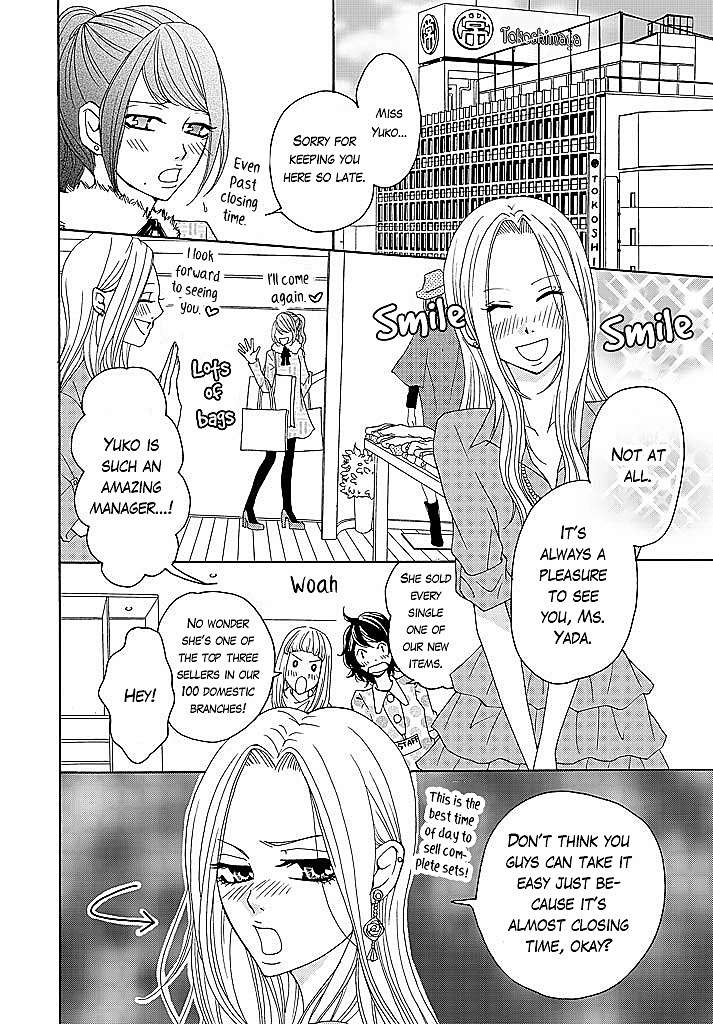 常
Tokoshimaya
TOKOSHI
MISS
YUKO...
SORRY FOR
KEEPING YOU
HERE SO LATE.
Even
past
closing
time.
Smile
Smile
NOT AT
ALL.
IT'S
ALWAYS A
PLEASURE
TO SEE
YOU, MS.
YADA.
I'll come
again.
I look
forward
to seeing
you.
Lots
of
bags
YUKO IS
SUCH AN
AMAZING
MANAGER...!
SHE SOLD
EVERY
SINGLE
ONE OF
OUR NEW
ITEMS.
Woah
NO WONDER
SHE'S ONE OF
THE TOP THREE
SELLERS IN OUR
100 DOMESTIC
BRANCHES!
HEY!
STAFF
DON'T THINK YOU
GUYS CAN TAKE IT
EASY JUST BE-
CAUSE IT'S
ALMOST CLOSING
TIME, OKAY?
This is the
best time
of day to
sell com-
plete sets!